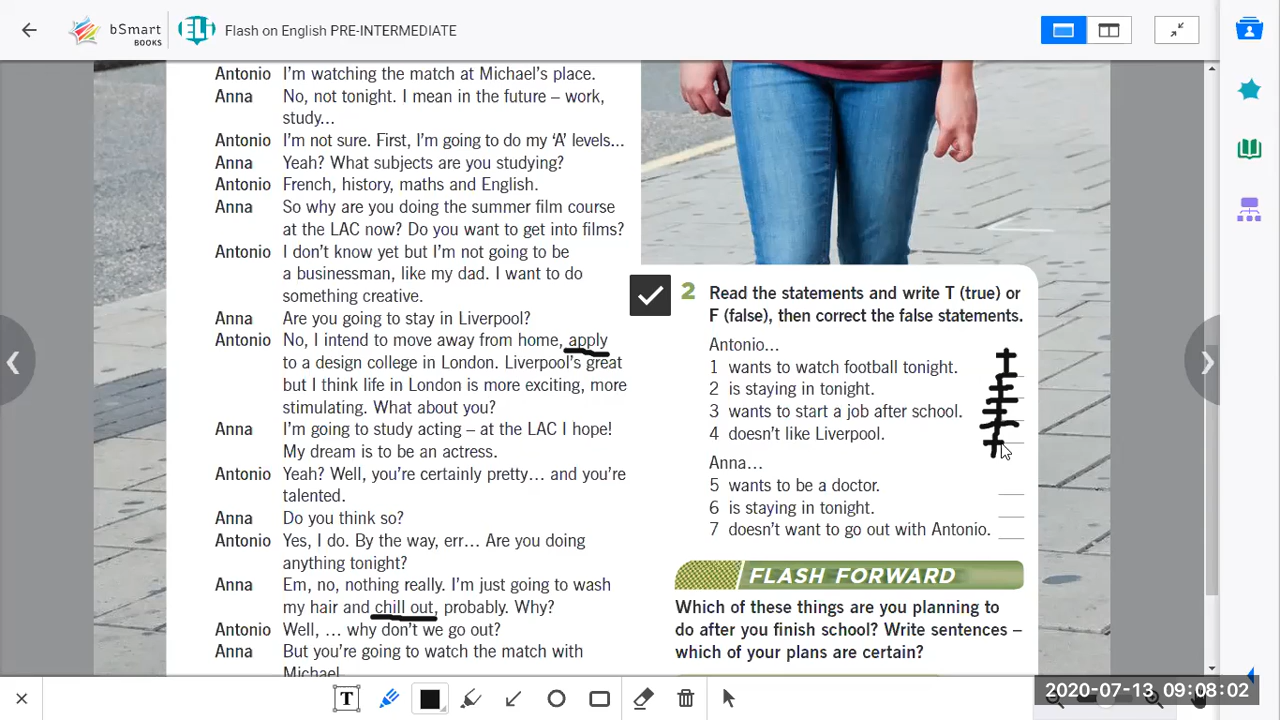 bSmart
BOOKS
ELi
Flash on English PRE-INTERMEDIATE
Antonio I'm watching the match at Michael's place.
Anna No, not tonight. I mean in the future – work,
study...
Antonio I'm not sure. First, I'm going to do my 'A' levels...
Anna Yeah? What subjects are you studying?
Antonio French, history, maths and English.
Anna So why are you doing the summer film course
at the LAC now? Do you want to get into films?
Antonio I don't know yet but I'm not going to be
a businessman, like my dad. I want to do
something creative.
Anna Are you going to stay in Liverpool?
Antonio No, I intend to move away from home, apply
to a design college in London. Liverpool's great
but I think life in London is more exciting, more
stimulating. What about you?
Anna I'm going to study acting – at the LAC I hope!
My dream is to be an actress.
Antonio Yeah? Well, you're certainly pretty... and you're
talented.
Anna Do you think so?
Antonio Yes, I do. By the way, err... Are you doing
anything tonight?
Anna Em, no, nothing really. I'm just going to wash
my hair and chill out, probably. Why?
Antonio Well, ... why don't we go out?
Anna But you're going to watch the match with
Michael.
2 Read the statements and write T (true) or
F (false), then correct the false statements.
Antonio...
1 wants to watch football tonight.
2 is staying in tonight.
3 wants to start a job after school.
4 doesn't like Liverpool.
Anna...
5 wants to be a doctor.
6 is staying in tonight.
7 doesn't want to go out with Antonio.
FLASH FORWARD
Which of these things are you planning to
do after you finish school? Write sentences –
which of your plans are certain?
T
2020-07-13 09:08:02